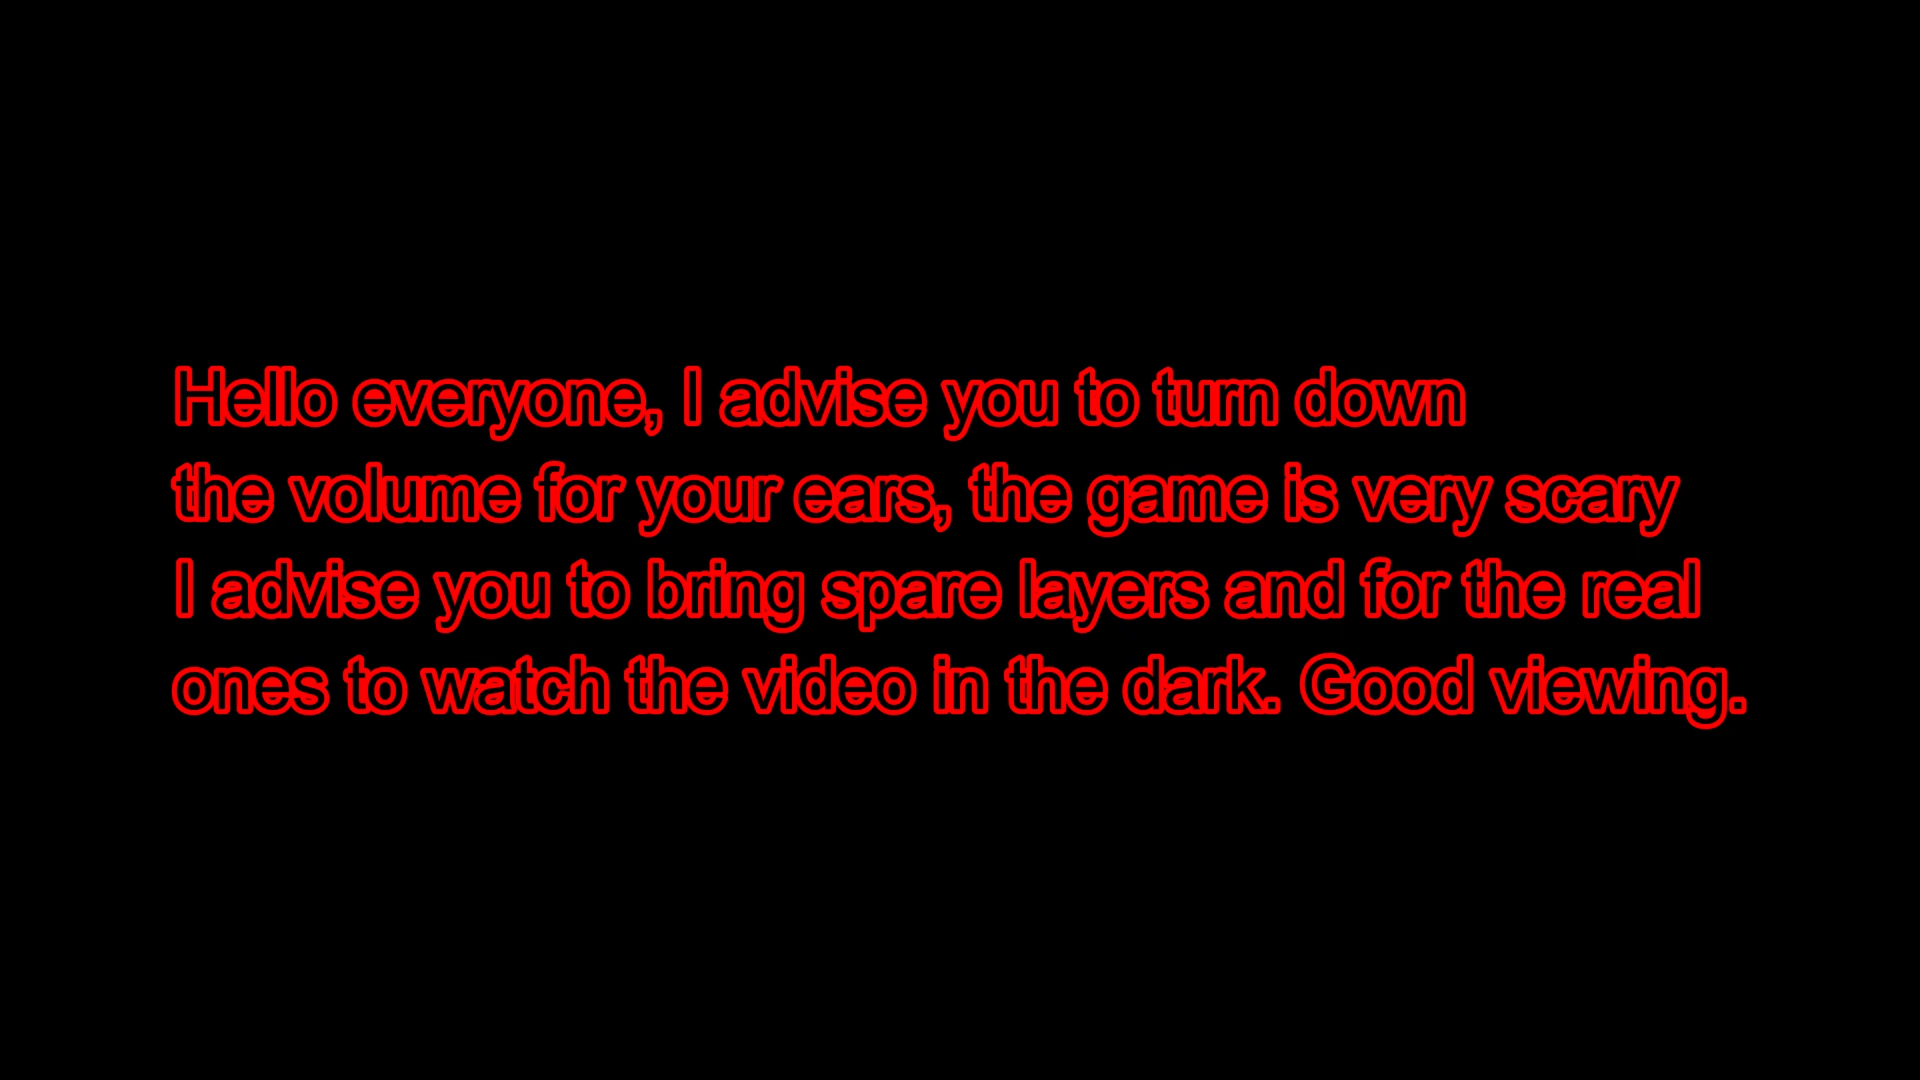 Hello everyone, I advise you to turn down
the volume for your ears, the game is very scary
I advise you to bring spare layers and for the real
ones to watch the video in the dark. Good viewing.